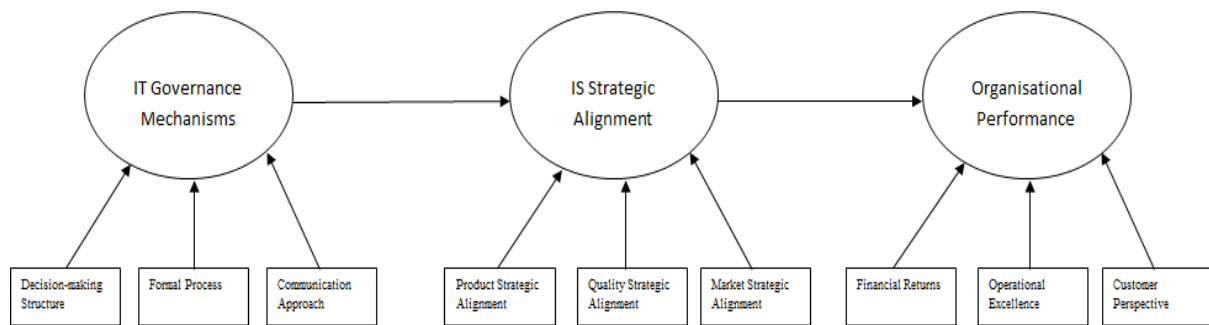 IT Governance
Mechanisms
IS Strategic
Alignment
Organisational
Performance
Decision-making
Structure
Formal Process
Communication
Approach
Product Strategic
Alignment
Quality Strategic
Alignment
Market Strategic
Alignment
Financial Returns
Operational
Excellence
Customer
Perspective